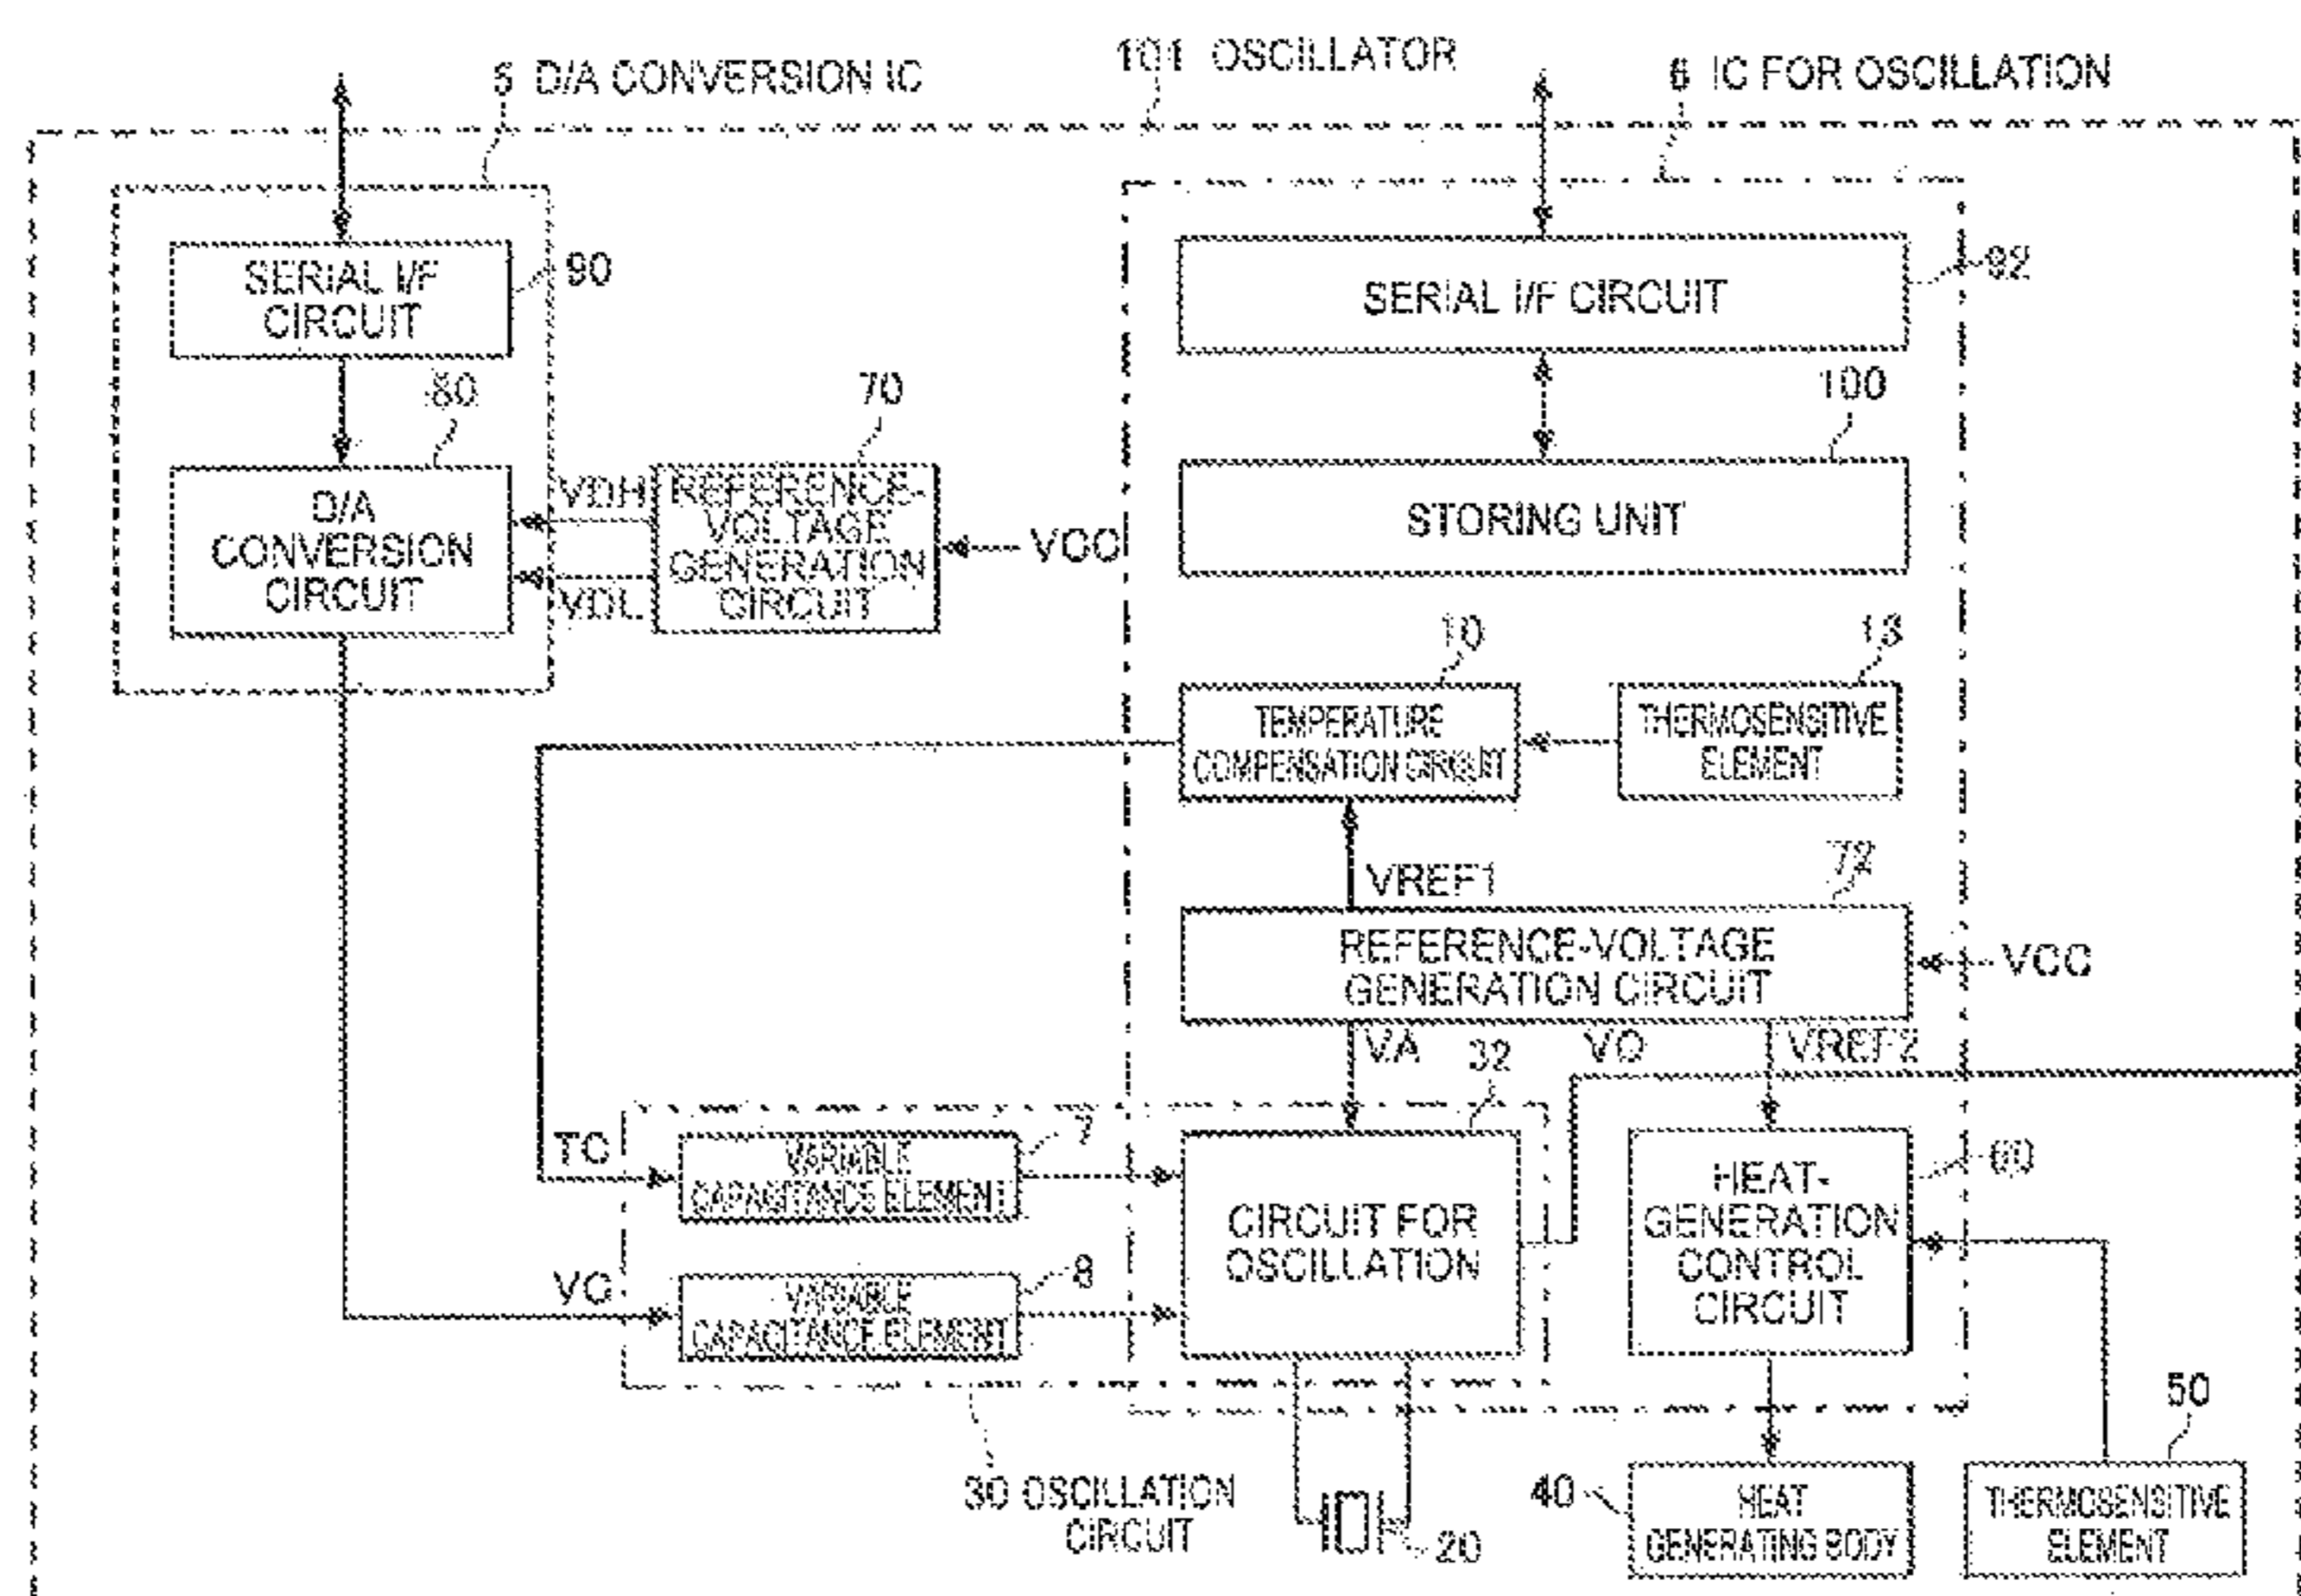 5 D/A CONVERSION IC
101 OSCILLATOR
6 IC FOR OSCILLATION
SERIAL I/F
CIRCUIT
90
SERIAL I/F CIRCUIT
92
80
70
100
D/A
CONVERSION
CIRCUIT
VDH
VDL
REFERENCE-
VOLTAGE
GENERATION
CIRCUIT
VCC
STORING UNIT
10
13
TEMPERATURE
COMPENSATION CIRCUIT
THERMOSENSITIVE
ELEMENT
VREF1
72
REFERENCE-VOLTAGE
GENERATION CIRCUIT
VCC
VA
32
VO
VREF2
TC
VARIABLE
CAPACITANCE ELEMENT
7
CIRCUIT FOR
OSCILLATION
HEAT-
GENERATION
CONTROL
CIRCUIT
60
VC
VARIABLE
CAPACITANCE ELEMENT
8
30 OSCILLATION
CIRCUIT
20
40
HEAT
GENERATING BODY
50
THERMOSENSITIVE
ELEMENT